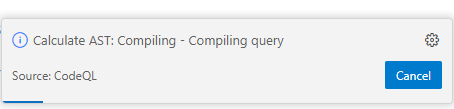 Calculate AST: Compiling - Compiling query
Source: CodeQL
Cancel